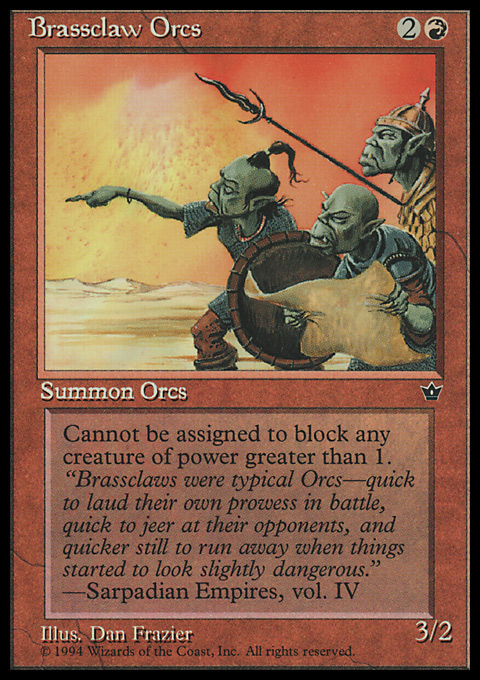 Brassclaw Orcs 2
Summon Orcs
Cannot be assigned to block any
creature of power greater than 1.
“Brassclaws were typical Orcs—quick
to laud their own prowess in battle,
quick to jeer at their opponents, and
quicker still to run away when things
started to look slightly dangerous.”
—Sarpadian Empires, vol. IV
Illus. Dan Frazier 3/2
© 1994 Wizards of the Coast, Inc. All rights reserved.